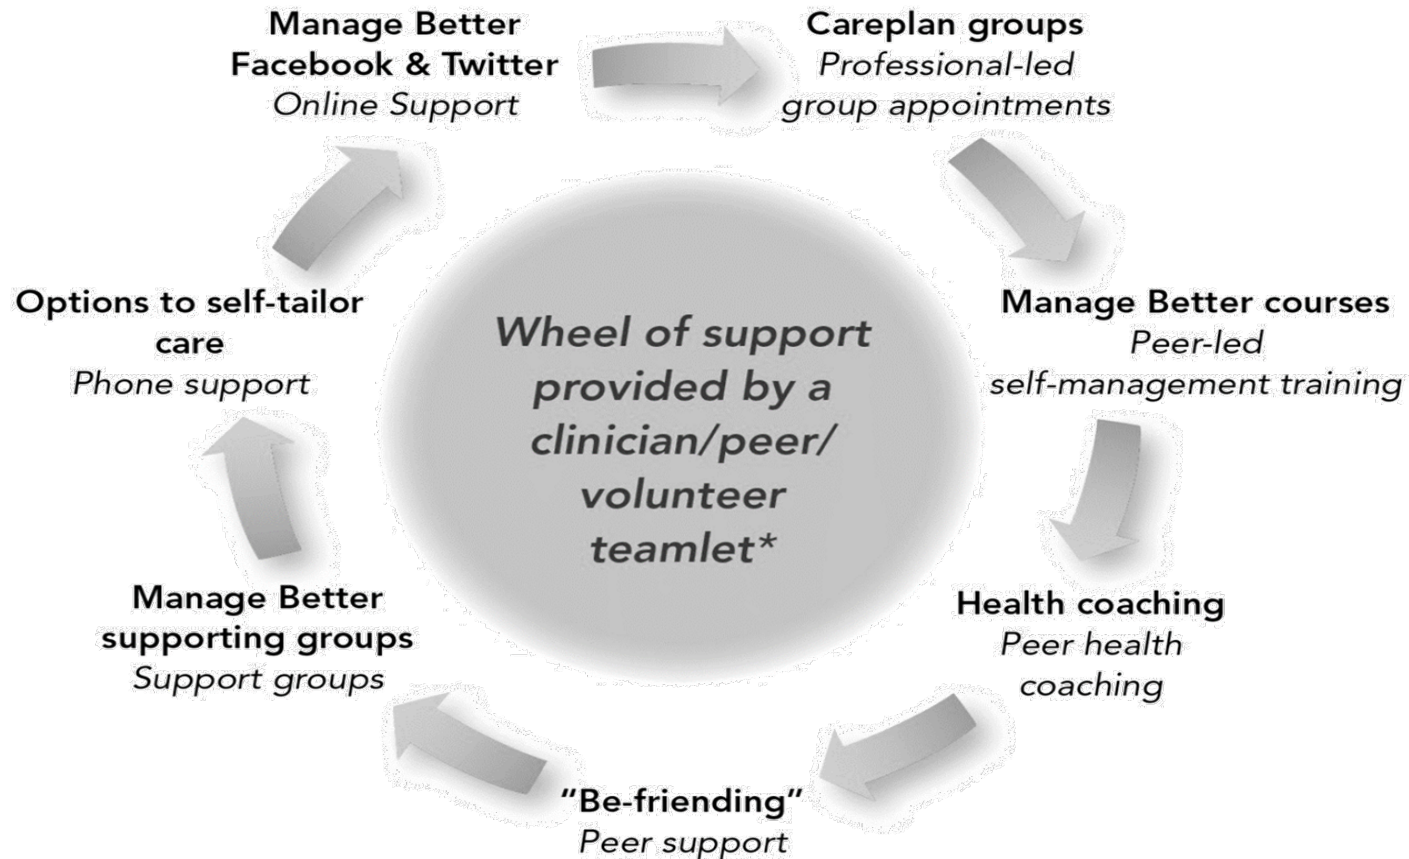 Manage Better
Facebook & Twitter
Online Support
Careplan groups
Professional-led
group appointments
Manage Better courses
Peer-led
self-management training
Health coaching
Peer health
coaching
“Be-friending”
Peer support
Manage Better
supporting groups
Support groups
Options to self-tailor
care
Phone support
Wheel of support
provided by a
clinician/peer/
volunteer
teamlet*